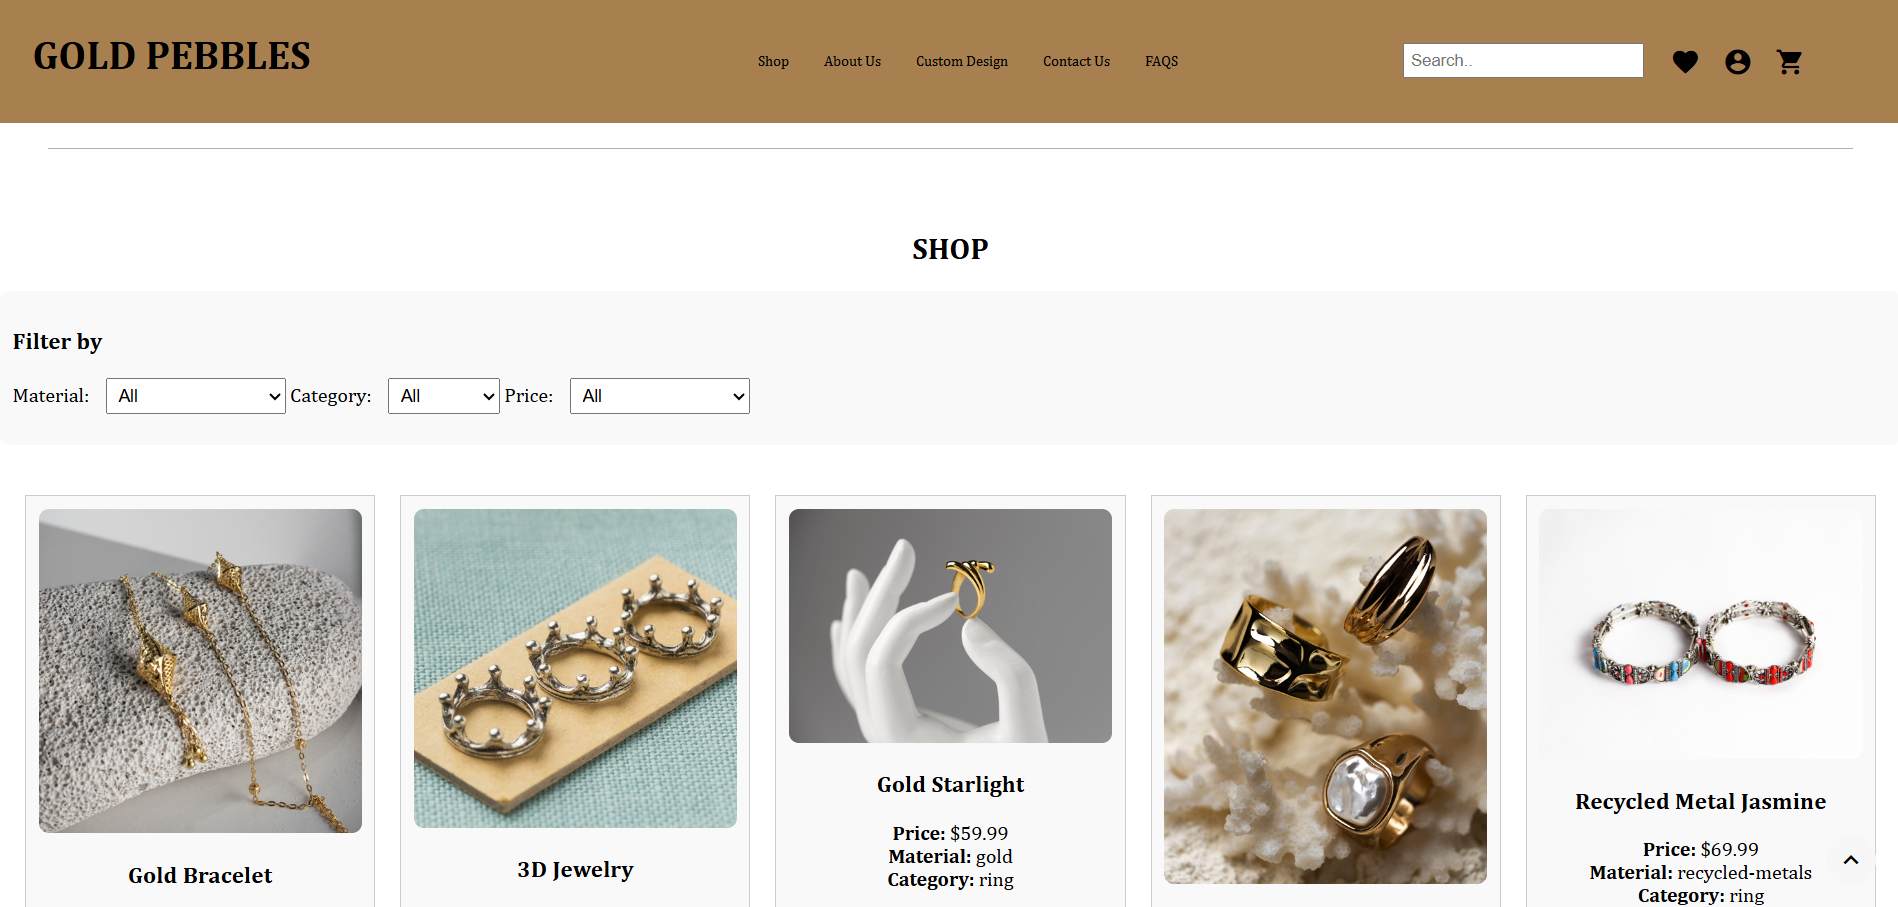 GOLD PEBBLES
Shop About Us Custom Design Contact Us FAQS
Search..
SHOP
Filter by
Material: All Category: All Price: All
Gold Bracelet
3D Jewelry
Gold Starlight
Price: $59.99
Material: gold
Category: ring
Recycled Metal Jasmine
Price: $69.99
Material: recycled-metals
Category: ring